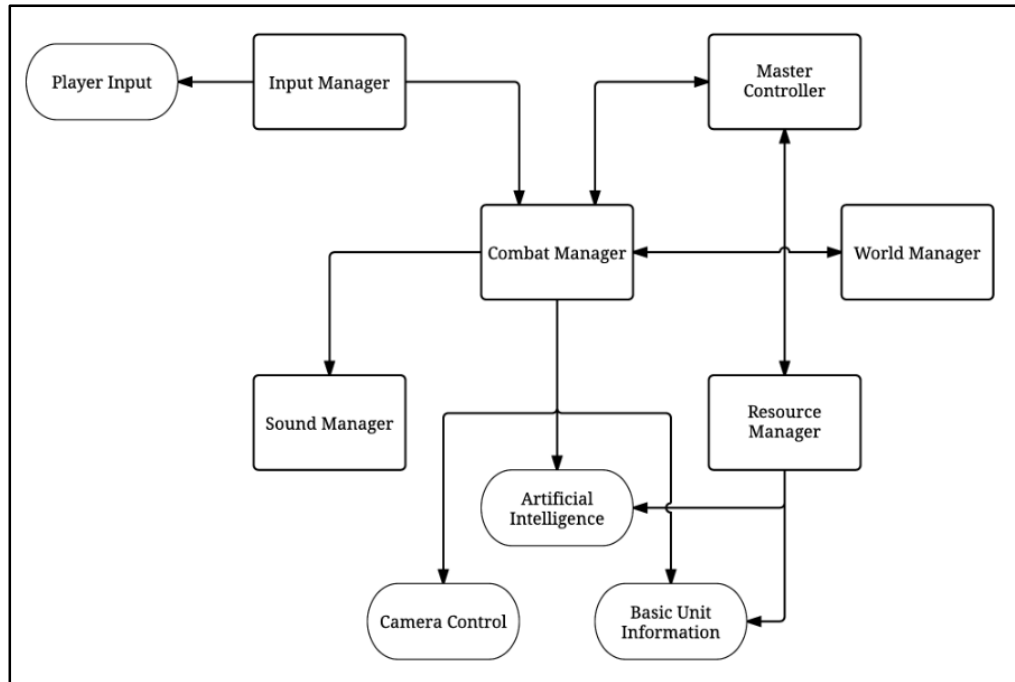 Player Input
Input Manager
Master
Controller
Combat Manager
World Manager
Sound Manager
Resource
Manager
Artificial
Intelligence
Camera Control
Basic Unit
Information